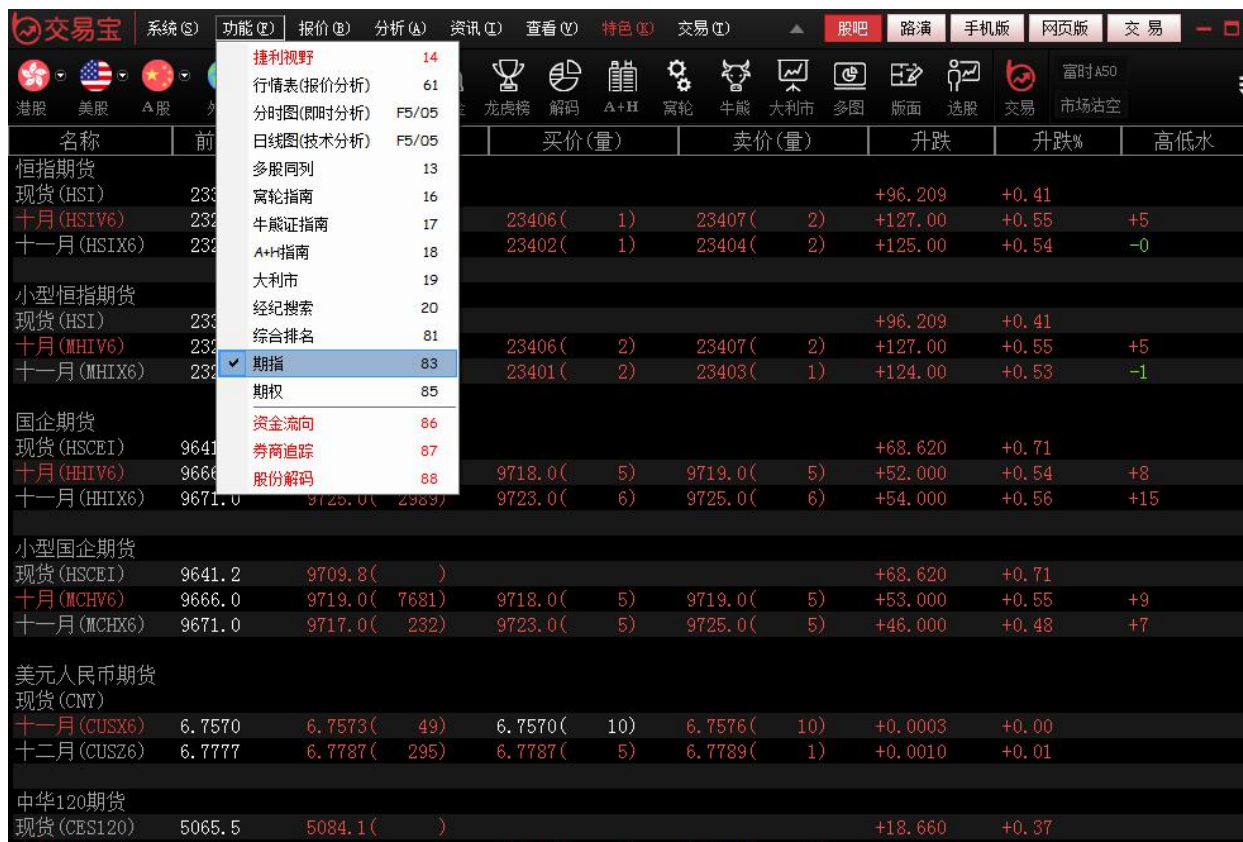 交易宝 系统(S) 功能(F) 报价(B) 分析(A) 资讯(I) 查看(V) 特色(K) 交易(T) 股吧 路演 手机版 网页版 交易
富时A50
港股 美股 A股 龙虎榜 解码 A+H 窝轮 牛熊 大利市 多图 版面 选股 交易 市场沽空
捷利视野 14
行情表(报价分析) 61
分时图(即时分析) F5/05
日线图(技术分析) F5/05
多股同列 13
窝轮指南 16
牛熊证指南 17
A+H指南 18
大利市 19
经纪搜索 20
综合排名 81
期指 83
期权 85
资金流向 86
券商追踪 87
股份解码 88
名称 前 买价(量) 卖价(量) 升跌 升跌% 高低水
恒指期货
现货(HSI) 233 +96.209 +0.41
十月(HSIV6) 232 23406( 1) 23407( 2) +127.00 +0.55 +5
十一月(HSIX6) 232 23402( 1) 23404( 2) +125.00 +0.54 -0
小型恒指期货
现货(HSI) 233 +96.209 +0.41
十月(MHIV6) 232 23406( 2) 23407( 2) +127.00 +0.55 +5
十一月(MHIX6) 232 23401( 2) 23403( 1) +124.00 +0.53 -1
国企期货
现货(HSCEI) 9641 +68.620 +0.71
十月(HHIV6) 9666 9718.0( 5) 9719.0( 5) +52.000 +0.54 +8
十一月(HHIX6) 9671.0 9725.0( 2989) 9723.0( 6) 9725.0( 6) +54.000 +0.56 +15
小型国企期货
现货(HSCEI) 9641.2 9709.8( ) +68.620 +0.71
十月(MCHV6) 9666.0 9719.0( 7681) 9718.0( 5) 9719.0( 5) +53.000 +0.55 +9
十一月(MCHX6) 9671.0 9717.0( 232) 9723.0( 5) 9725.0( 5) +46.000 +0.48 +7
美元人民币期货
现货(CNY)
十一月(CUSX6) 6.7570 6.7573( 49) 6.7570( 10) 6.7576( 10) +0.0003 +0.00
十二月(CUSZ6) 6.7777 6.7787( 295) 6.7787( 5) 6.7789( 1) +0.0010 +0.01
中华120期货
现货(CES120) 5065.5 5084.1( ) +18.660 +0.37